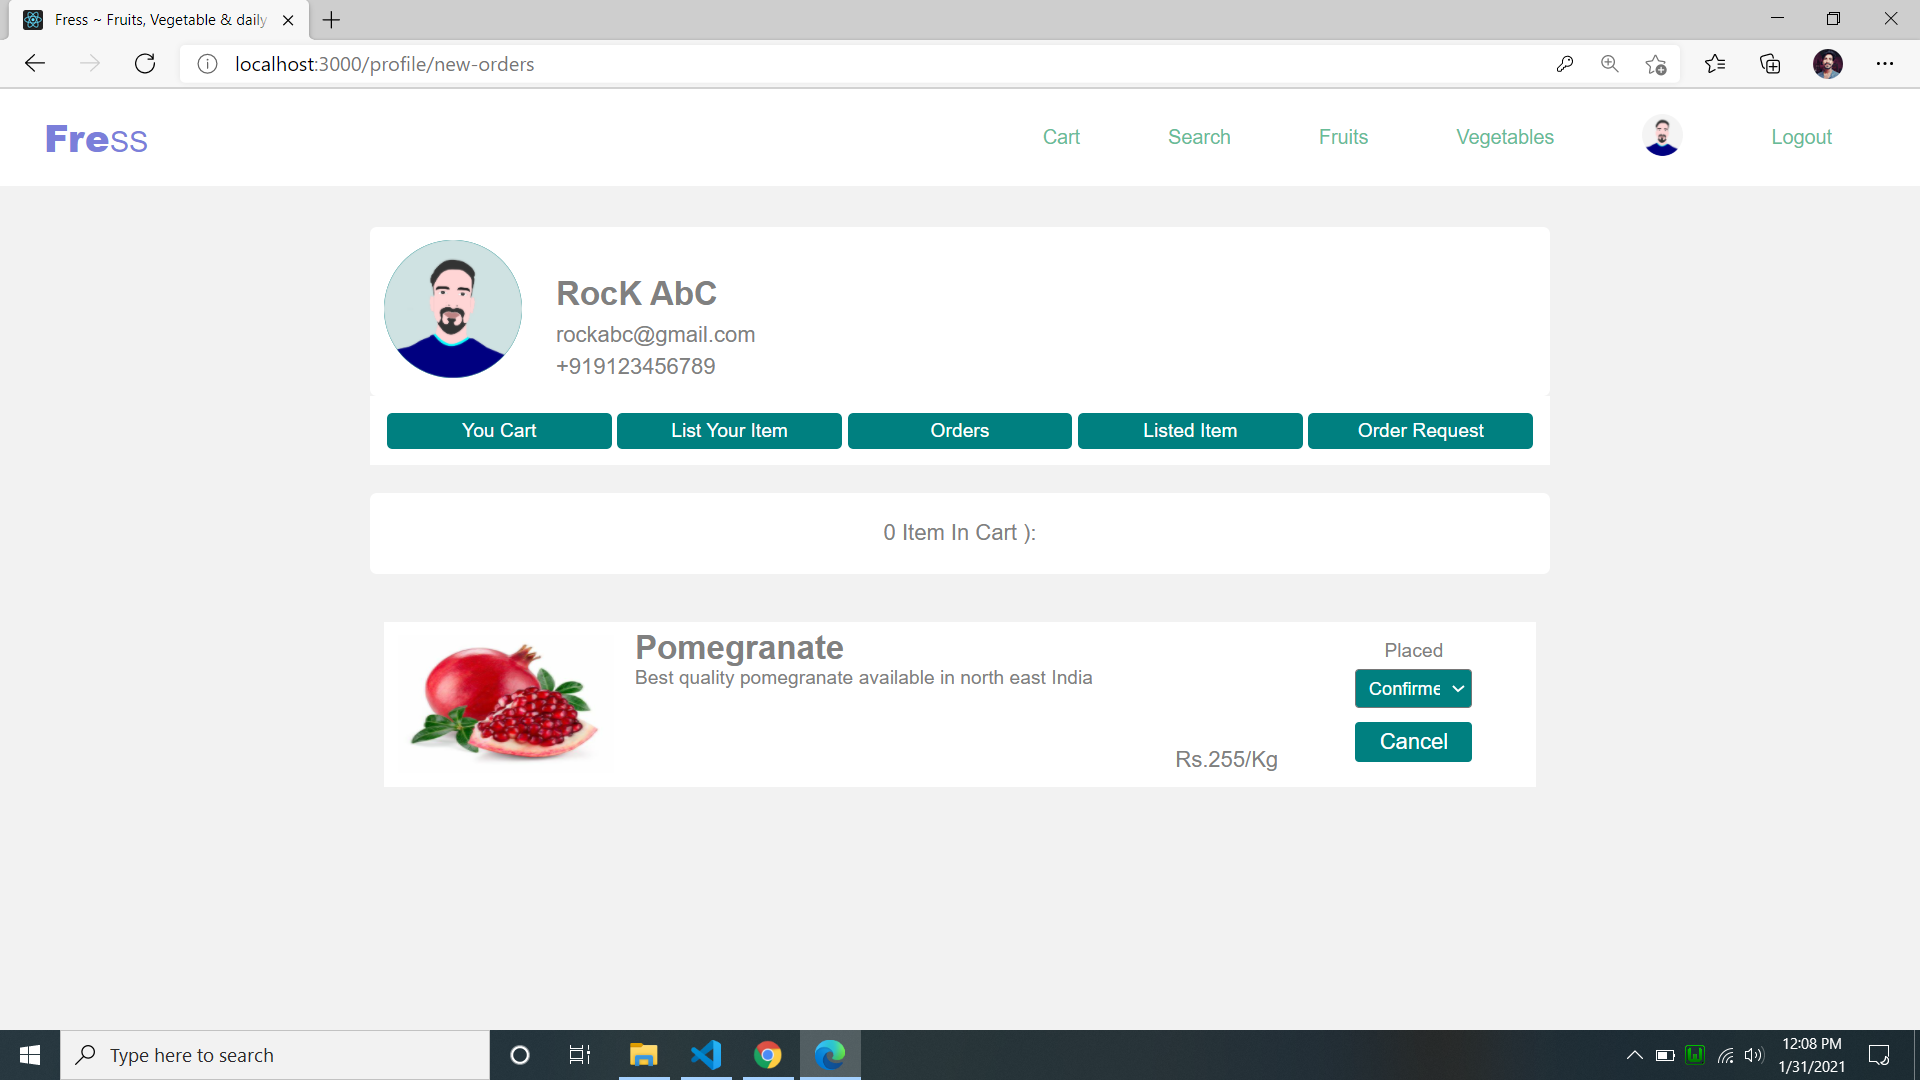 Fress ~ Fruits, Vegetable & daily
localhost:3000/profile/new-orders
Fress
Cart
Search
Fruits
Vegetables
Logout
RocK AbC
rockabc@gmail.com
+919123456789
You Cart
List Your Item
Orders
Listed Item
Order Request
0 Item In Cart ):
Pomegranate
Best quality pomegranate available in north east India
Rs.255/Kg
Placed
Confirme
Cancel
Type here to search
12:08 PM
1/31/2021